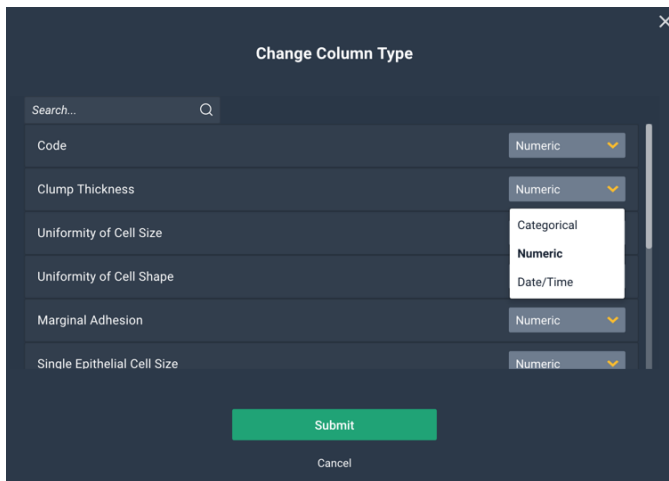 Change Column Type
Search...
Code Numeric
Clump Thickness Numeric
Categorical
Uniformity of Cell Size
Numeric
Uniformity of Cell Shape
Date/Time
Marginal Adhesion Numeric
Single Epithelial Cell Size Numeric
Submit
Cancel